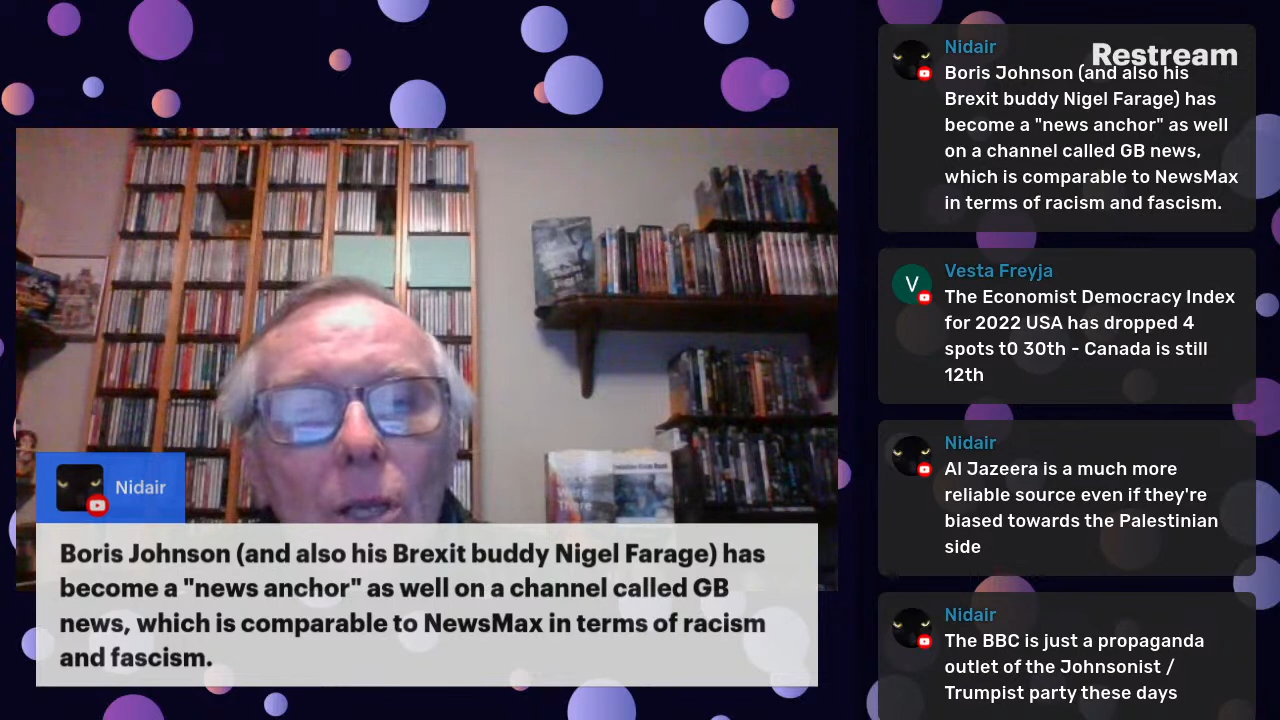 Restream
Nidair
Boris Johnson (and also his
Brexit buddy Nigel Farage) has
become a "news anchor" as well
on a channel called GB news,
which is comparable to NewsMax
in terms of racism and fascism.
V
Vesta Freyja
The Economist Democracy Index
for 2022 USA has dropped 4
spots t0 30th - Canada is still
12th
Nidair
Al Jazeera is a much more
reliable source even if they're
biased towards the Palestinian
side
Nidair
The BBC is just a propaganda
outlet of the Johnsonist /
Trumpist party these days
Nidair
Boris Johnson (and also his Brexit buddy Nigel Farage) has
become a "news anchor" as well on a channel called GB
news, which is comparable to NewsMax in terms of racism
and fascism.